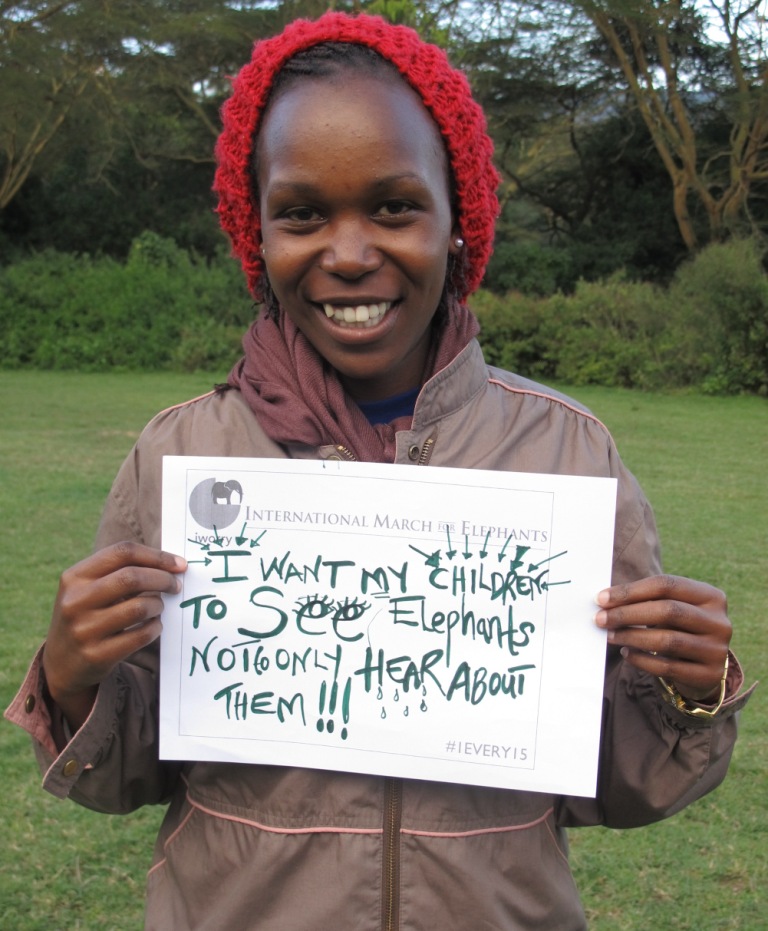 iworry
INTERNATIONAL MARCH FOR ELEPHANTS
I WANT MY CHILDREN
TO See Elephants
NOT ONLY HEAR ABOUT
THEM!!!
#IEVERY15